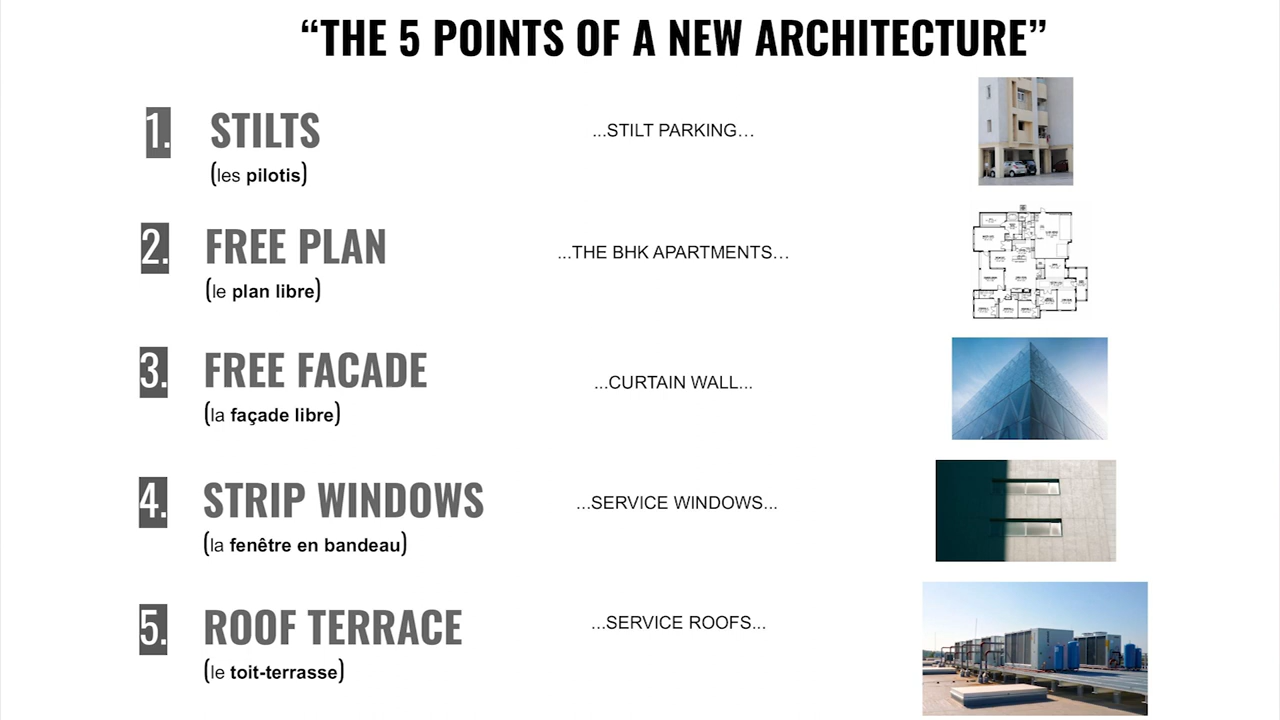 “THE 5 POINTS OF A NEW ARCHITECTURE”
1. STILTS
(les pilotis)
...STILT PARKING...
2. FREE PLAN
(le plan libre)
...THE BHK APARTMENTS...
3. FREE FACADE
(la façade libre)
...CURTAIN WALL...
4. STRIP WINDOWS
(la fenêtre en bandeau)
...SERVICE WINDOWS...
5. ROOF TERRACE
(le toit-terrasse)
...SERVICE ROOFS...